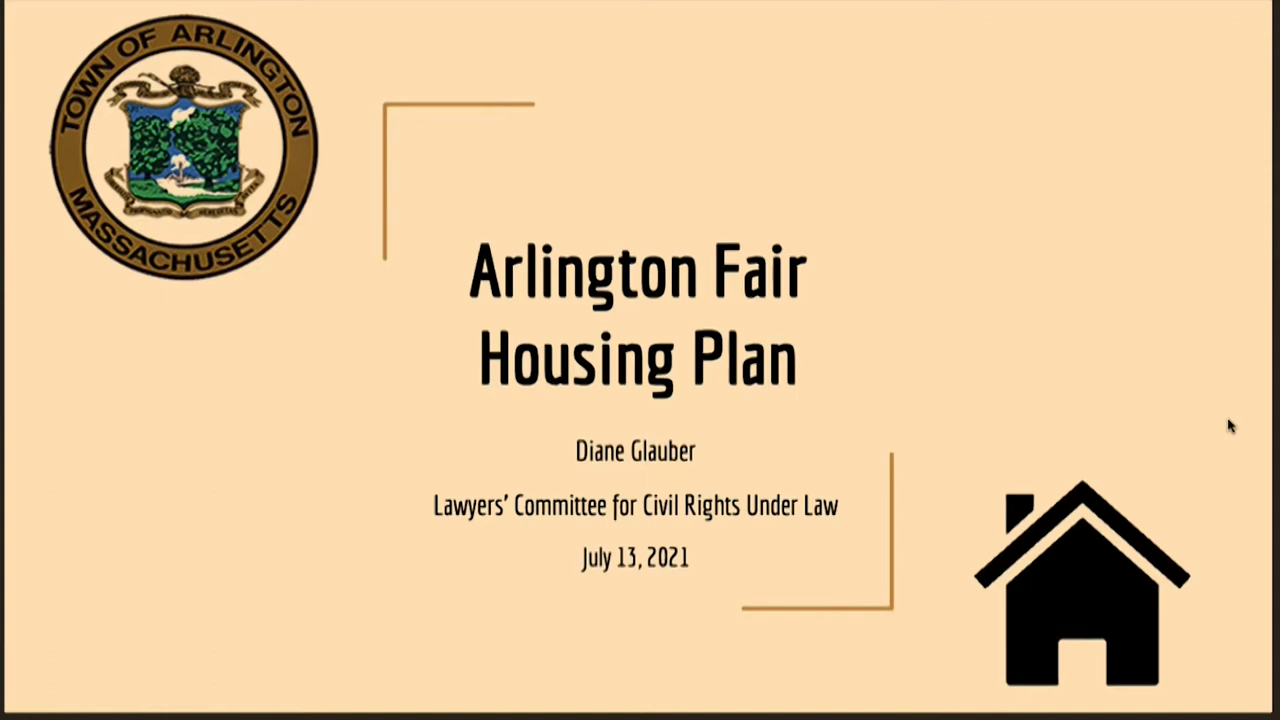 TOWN OF ARLINGTON
MASSACHUSETTS
Arlington Fair
Housing Plan
Diane Glauber
Lawyers’ Committee for Civil Rights Under Law
July 13, 2021